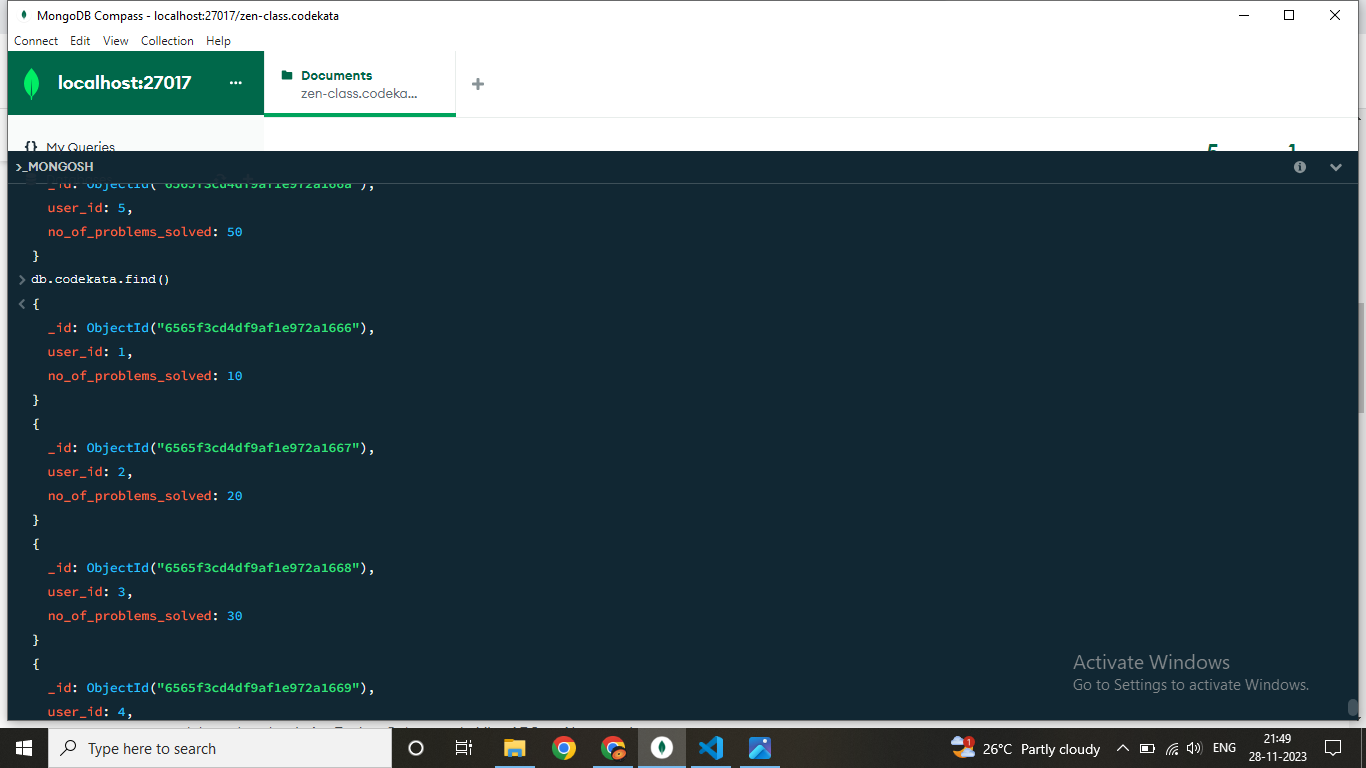 MongoDB Compass - localhost:27017/zen-class.codekata
Connect Edit View Collection Help
localhost:27017 ...
Documents
zen-class.codeka...
My Queries
5 1
>_MONGOSH
_id: ObjectId("6565f3cd4df9af1e972a166a"),
user_id: 5,
no_of_problems_solved: 50
}
> db.codekata.find()
< {
_id: ObjectId("6565f3cd4df9af1e972a1666"),
user_id: 1,
no_of_problems_solved: 10
}
{
_id: ObjectId("6565f3cd4df9af1e972a1667"),
user_id: 2,
no_of_problems_solved: 20
}
{
_id: ObjectId("6565f3cd4df9af1e972a1668"),
user_id: 3,
no_of_problems_solved: 30
}
{
_id: ObjectId("6565f3cd4df9af1e972a1669"),
user_id: 4,
Activate Windows
Go to Settings to activate Windows.
Type here to search
1
26°C Partly cloudy
ENG
21:49
28-11-2023